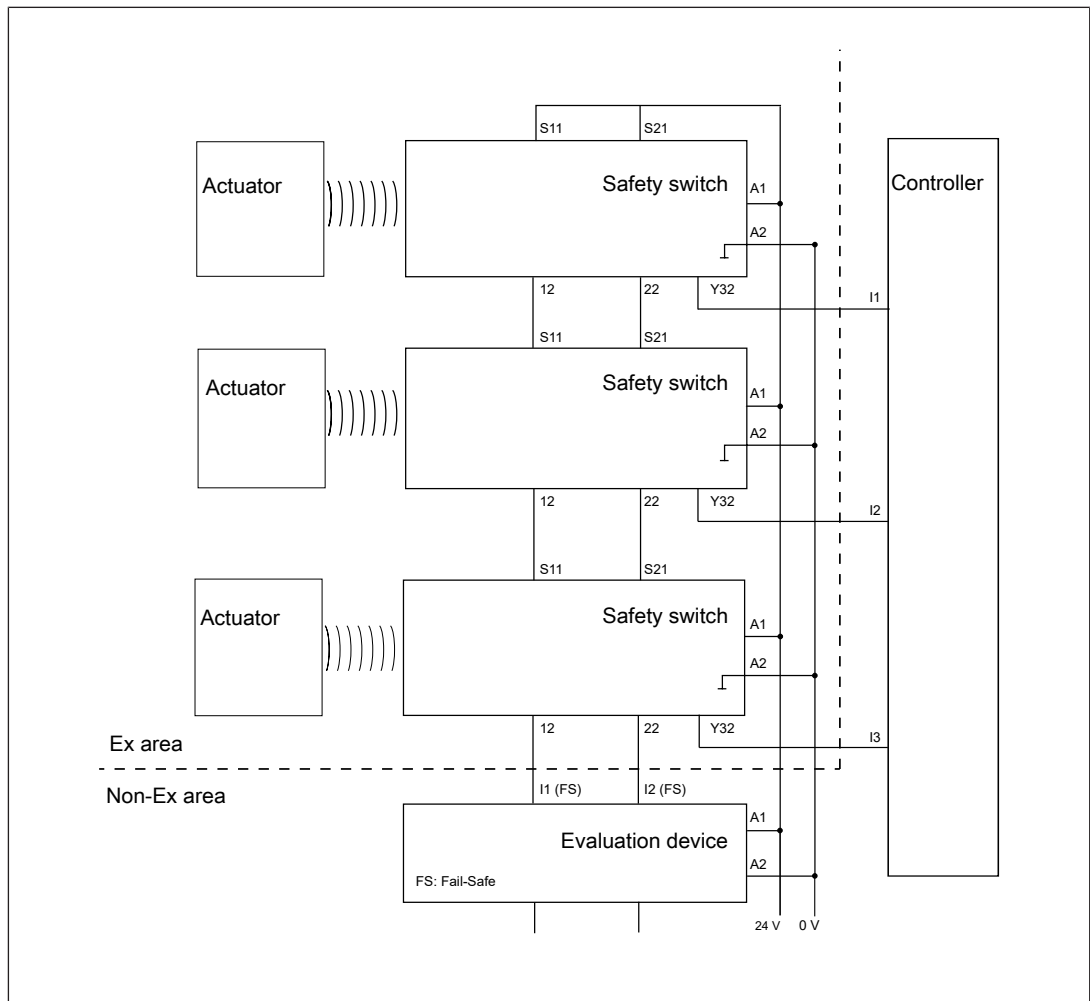 S11 S21
Actuator Safety switch A1 Controller
A2
12 22 Y32 I1
S11 S21
Actuator Safety switch A1
A2
12 22 Y32 I2
S11 S21
Actuator Safety switch A1
A2
12 22 Y32 I3
Ex area
Non-Ex area I1 (FS) I2 (FS)
A1
Evaluation device
A2
FS: Fail-Safe
24 V 0 V